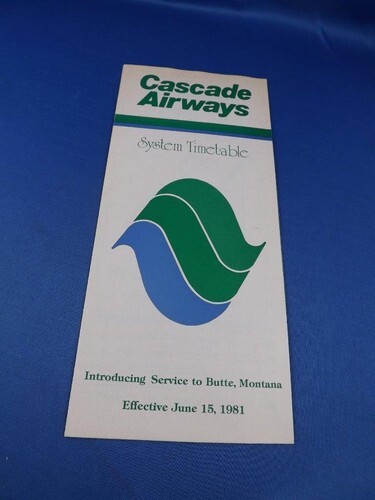 Cascade
Airways
System Timetable
Introducing Service to Butte, Montana
Effective June 15, 1981